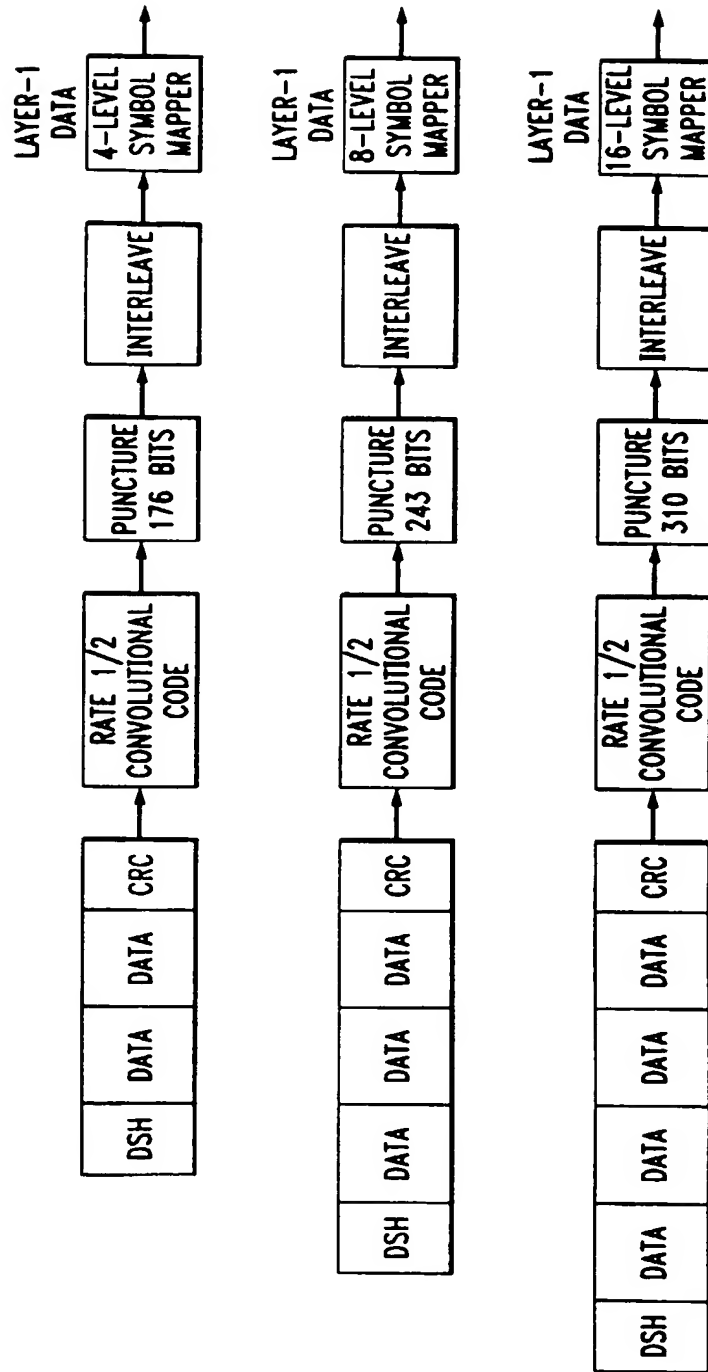 DSH DATA DATA CRC
RATE 1/2
CONVOLUTIONAL
CODE
PUNCTURE
176 BITS
INTERLEAVE
LAYER-1
DATA
4-LEVEL
SYMBOL
MAPPER
DSH DATA DATA DATA CRC
RATE 1/2
CONVOLUTIONAL
CODE
PUNCTURE
243 BITS
INTERLEAVE
LAYER-1
DATA
8-LEVEL
SYMBOL
MAPPER
DSH DATA DATA DATA DATA CRC
RATE 1/2
CONVOLUTIONAL
CODE
PUNCTURE
310 BITS
INTERLEAVE
LAYER-1
DATA
16-LEVEL
SYMBOL
MAPPER